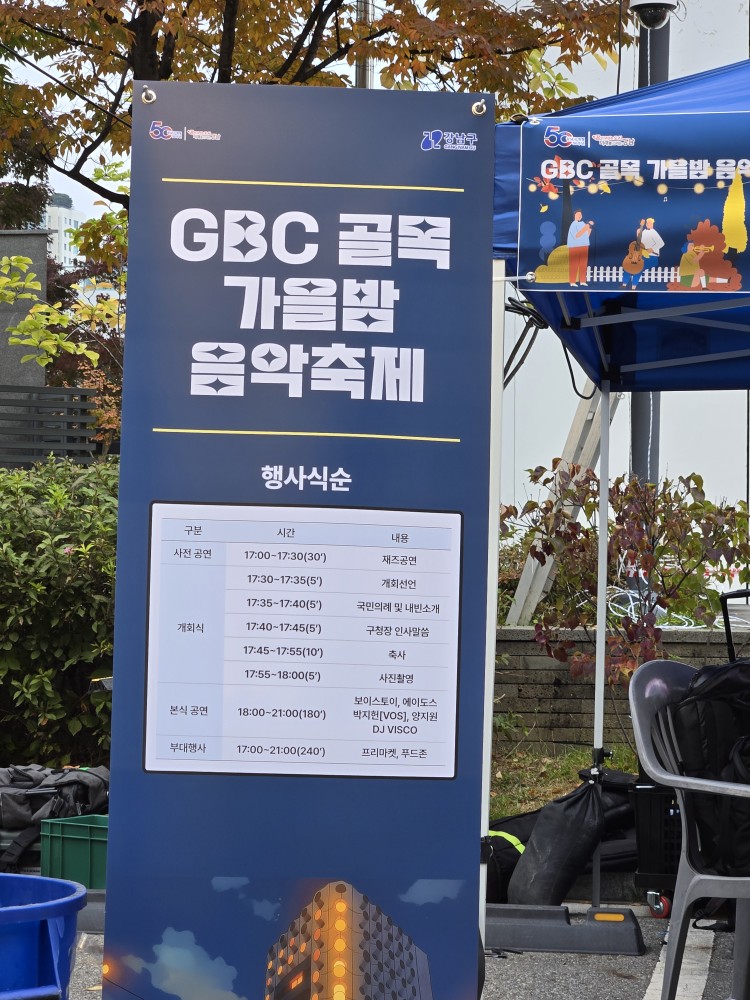 50
강남구
GANGNAM-GU
GBC 골목
가을밤
음악축제
행사식순
구분 시간 내용
사전 공연 17:00~17:30(30') 재즈공연
개회식 17:30~17:35(5') 개회선언
17:35~17:40(5') 국민의례 및 내빈소개
17:40~17:45(5') 구청장 인사말씀
17:45~17:55(10') 축사
17:55~18:00(5') 사진촬영
본식 공연 18:00~21:00(180') 보이스토이, 에이도스
박지헌[VOS], 양지원
DJ VISCO
부대행사 17:00~21:00(240') 프리마켓, 푸드존
50
GBC 골목 가을밤 음악